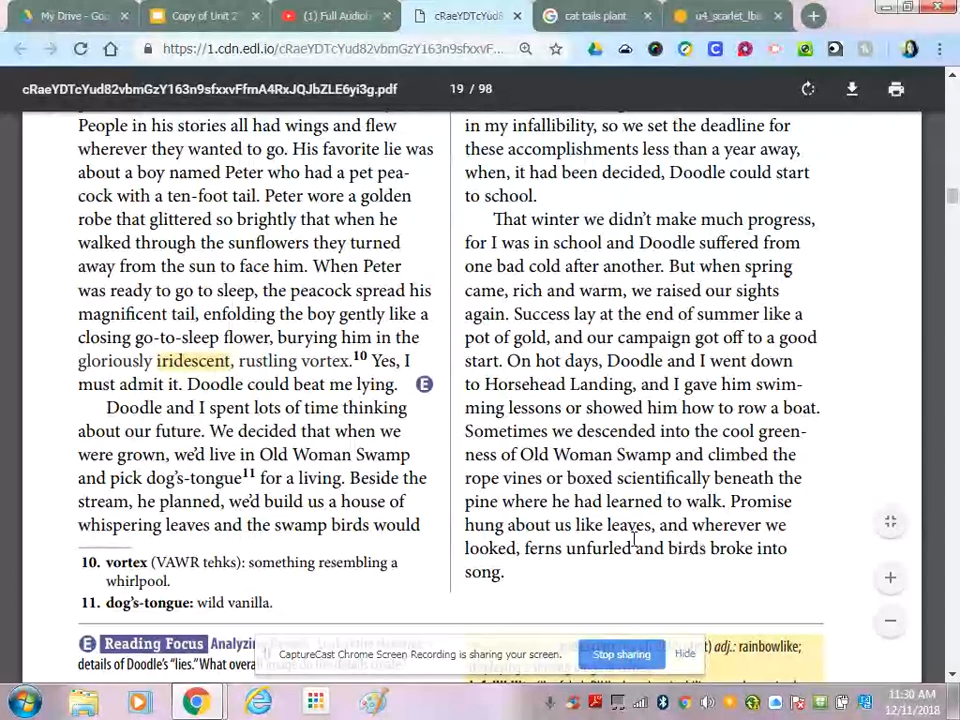 My Drive - Goo
Copy of Unit 2
(1) Full Audiol
cRaeYDTcYud8
cat tails plant
u4_scarlet_lba
https://1.cdn.edl.io/cRaeYDTcYud82vbmGzY163n9sfxxvF...
cRaeYDTcYud82vbmGzY163n9sfxxvFfmA4RxJQJbZLE6yi3g.pdf
19 / 98
People in his stories all had wings and flew
wherever they wanted to go. His favorite lie was
about a boy named Peter who had a pet pea-
cock with a ten-foot tail. Peter wore a golden
robe that glittered so brightly that when he
walked through the sunflowers they turned
away from the sun to face him. When Peter
was ready to go to sleep, the peacock spread his
magnificent tail, enfolding the boy gently like a
closing go-to-sleep flower, burying him in the
gloriously iridescent, rustling vortex.10 Yes, I
must admit it. Doodle could beat me lying. E
Doodle and I spent lots of time thinking
about our future. We decided that when we
were grown, we'd live in Old Woman Swamp
and pick dog's-tongue11 for a living. Beside the
stream, he planned, we'd build us a house of
whispering leaves and the swamp birds would
10. vortex (VAWR tehks): something resembling a
whirlpool.
11. dog's-tongue: wild vanilla.
in my infallibility, so we set the deadline for
these accomplishments less than a year away,
when, it had been decided, Doodle could start
to school.
That winter we didn't make much progress,
for I was in school and Doodle suffered from
one bad cold after another. But when spring
came, rich and warm, we raised our sights
again. Success lay at the end of summer like a
pot of gold, and our campaign got off to a good
start. On hot days, Doodle and I went down
to Horsehead Landing, and I gave him swim-
ming lessons or showed him how to row a boat.
Sometimes we descended into the cool green-
ness of Old Woman Swamp and climbed the
rope vines or boxed scientifically beneath the
pine where he had learned to walk. Promise
hung about us like leaves, and wherever we
looked, ferns unfurled and birds broke into
song.
E Reading Focus
details of Doodle's "lies." What overal
adj.: rainbowlike;
CaptureCast Chrome Screen Recording is sharing your screen.
Stop sharing
Hide
11:30 AM
12/11/2018